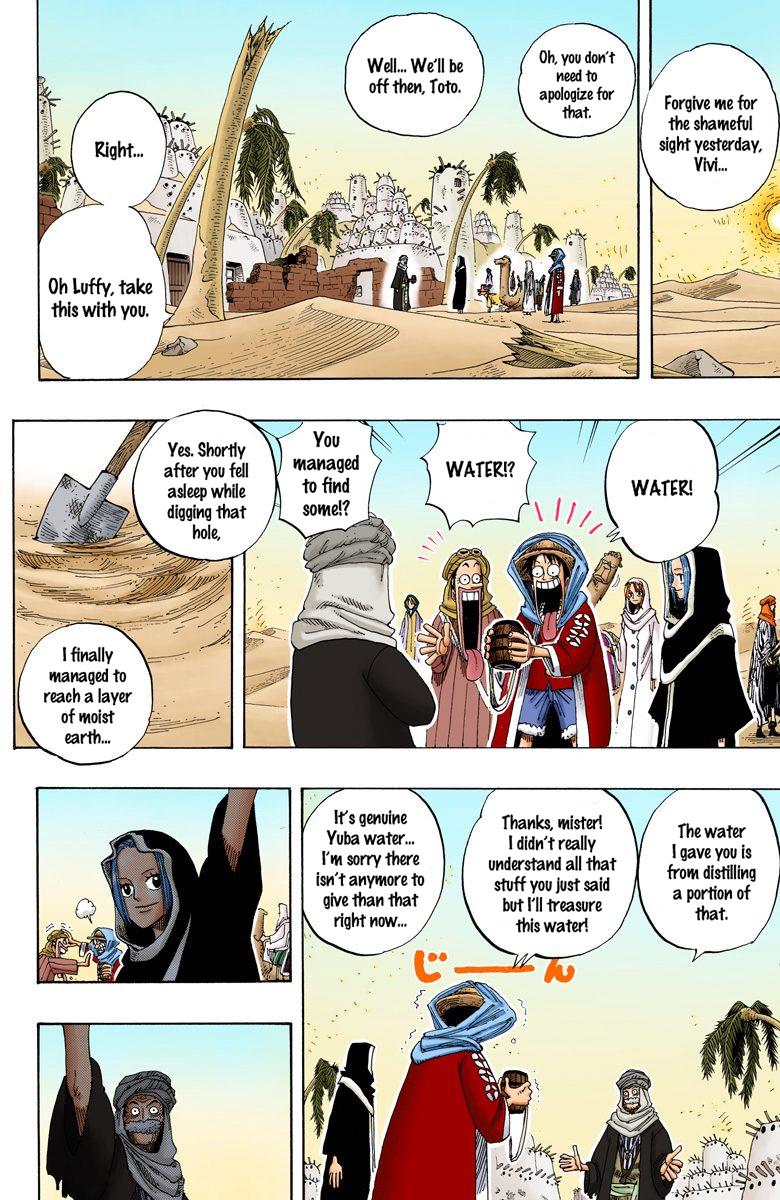 Forgive me for
the shameful
sight yesterday,
Vivi...
Oh, you don't
need to
apologize for
that.
Well... We'll be
off then, Toto.
Right...
Oh Luffy, take
this with you.
WATER!
WATER!?
You
managed
to find
some!?
Yes. Shortly
after you fell
asleep while
digging that
hole,
I finally
managed to
reach a layer
of moist
earth...
The water
I gave you is
from distilling
a portion of
that.
Thanks, mister!
I didn't really
understand all that
stuff you just said
but I'll treasure
this water!
It's genuine
Yuba water...
I'm sorry there
isn't anymore to
give than that
right now...
じーん